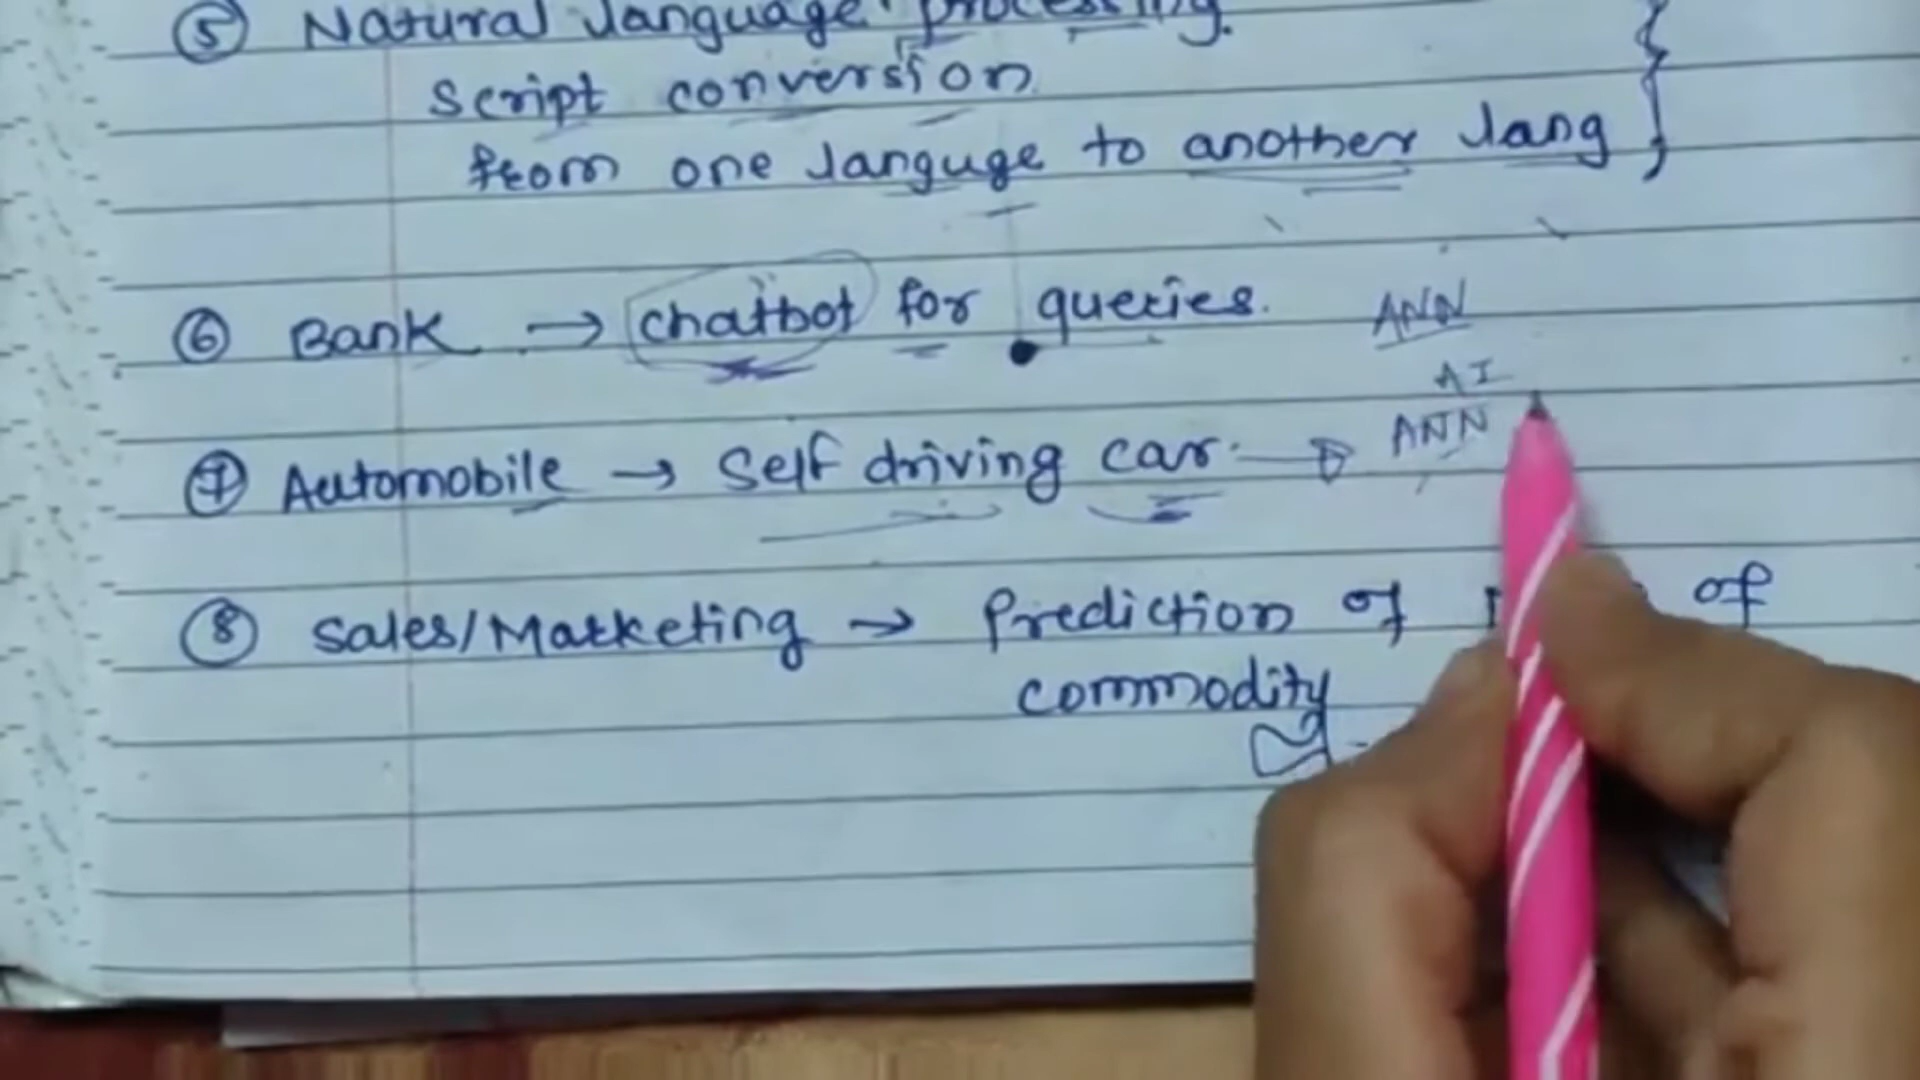 ⑤ Natural language processing.
script conversion
from one languge to another lang
⑥ Bank → chatbot for queries. ANN
AI
⑦ Automobile → Self driving car. → ANN
⑧ Sales/Marketing → Prediction of of
commodity